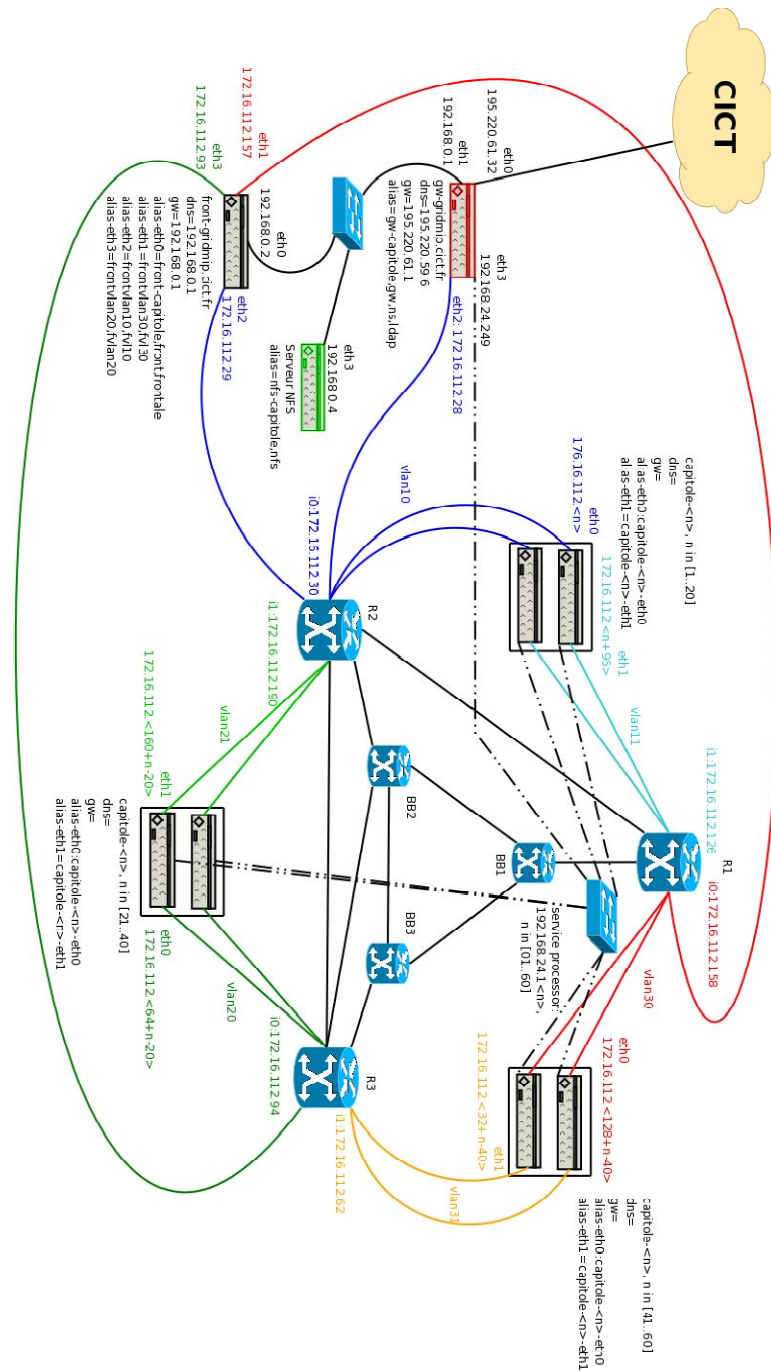 CICT
195.220.61.32
eth0
192.168.0.1
eth1
gw-gridmip.cict.fr
dns=195.220.59.6
gw=195.220.61.1
alias=gw-capitole,gw,ns,ldap
eth3
192.168.24.249
eth2: 172.16.112.28
eth1
172.16.112.157
eth3
172.16.112.93
eth0
192.168.0.2
front-gridmip.cict.fr
dns=192.168.0.1
gw=192.168.0.1
alias-eth0=front-capitole,front,frontale
alias-eth1=frontvlan30,fvl30
alias-eth2=frontvlan10,fvl10
alias-eth3=frontvlan20,fvlan20
eth2
172.16.112.29
eth3
192.168.0.4
Serveur NFS
alias=nfs-capitole,nfs
capitole-<n>, n in [1..20]
dns=
gw=
alias-eth0:capitole-<n>-eth0
alias-eth1=capitole-<n>-eth1
eth0
176.16.112.<n>
vlan10
eth1
172.16.112.<n+96>
vlan11
i1:172.16.112.126
R1
i0:172.16.112.158
i0:172.16.112.30
R2
i1:172.16.112.190
vlan21
172.16.112.<160+n-20>
eth1
BB2
BB1
BB3
service processor:
192.168.24.1<n>,
n in [01..60]
capitole-<n>, n in [21..40]
dns=
gw=
alias-eth0:capitole-<n>-eth0
alias-eth1=capitole-<n>-eth1
eth0
172.16.112.<64+n-20>
vlan20
i0:172.16.112.94
R3
i1:172.16.112.62
vlan30
eth0
172.16.112.<128+n-40>
172.16.112.<32+n-40>
eth1
vlan31
capitole-<n>, n in [41..60]
dns=
gw=
alias-eth0:capitole-<n>-eth0
alias-eth1=capitole-<n>-eth1